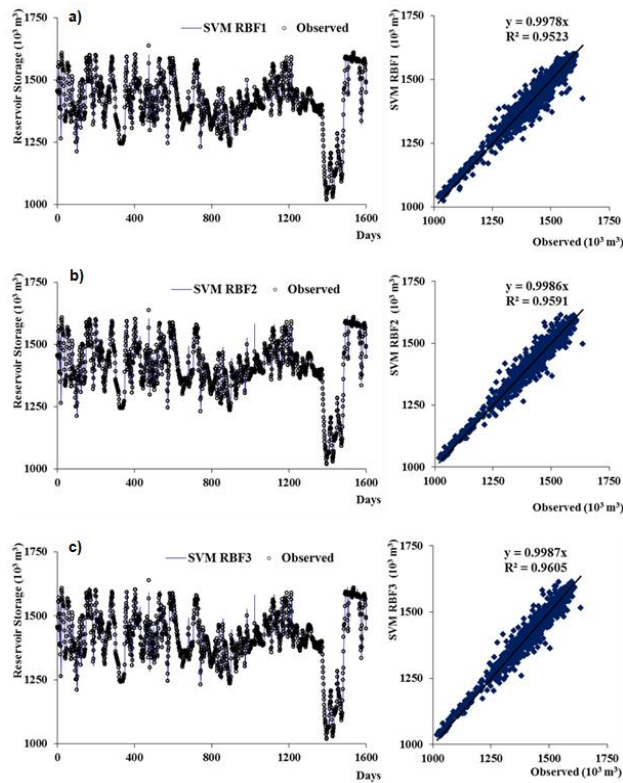 a)
1750
SVM RBF1 Observed
Reservoir Storage (10³ m³)
1500
1250
1000
0 400 800 1200 1600
Days
y = 0.9978x
R² = 0.9523
1750
SVM RBF1 (10³ m³)
1500
1250
1000
1000 1250 1500 1750
Observed (10³ m³)
b)
1750
SVM RBF2 Observed
Reservoir Storage (10³ m³)
1500
1250
1000
0 400 800 1200 1600
Days
y = 0.9986x
R² = 0.9591
1750
SVM RBF2 (10³ m³)
1500
1250
1000
1000 1250 1500 1750
Observed (10³ m³)
c)
1750
SVM RBF3 Observed
Reservoir Storage (10³ m³)
1500
1250
1000
0 400 800 1200 1600
Days
y = 0.9987x
R² = 0.9605
1750
SVM RBF3 (10³ m³)
1500
1250
1000
1000 1250 1500 1750
Observed (10³ m³)